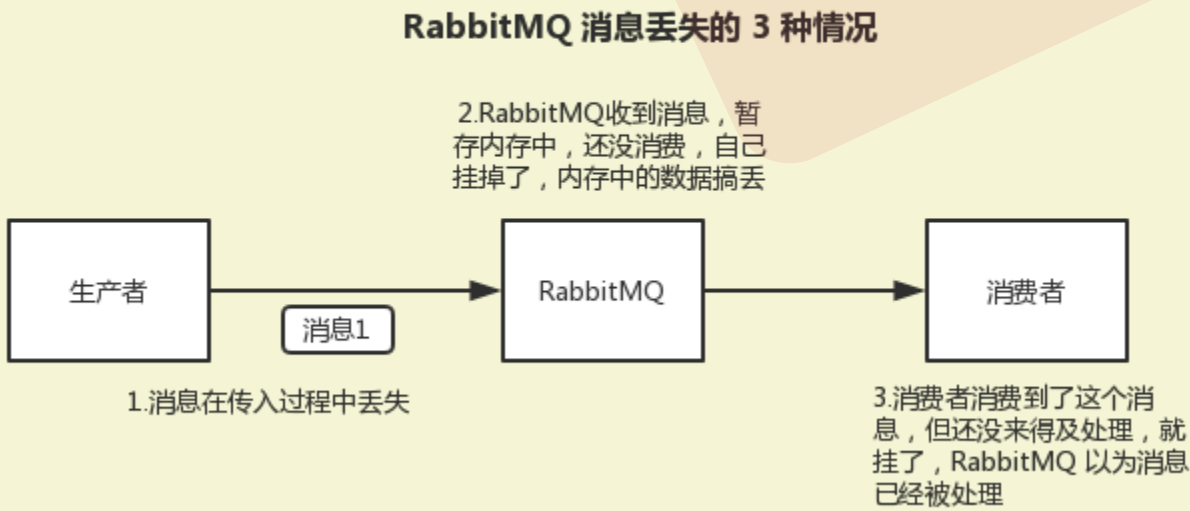 RabbitMQ 消息丢失的 3 种情况
2.RabbitMQ收到消息，暂
存内存中，还没消费，自己
挂掉了，内存中的数据搞丢
生产者
RabbitMQ
消费者
消息1
1.消息在传入过程中丢失
3.消费者消费到了这个消
息，但还没来得及处理，就
挂了，RabbitMQ 以为消息
已经被处理